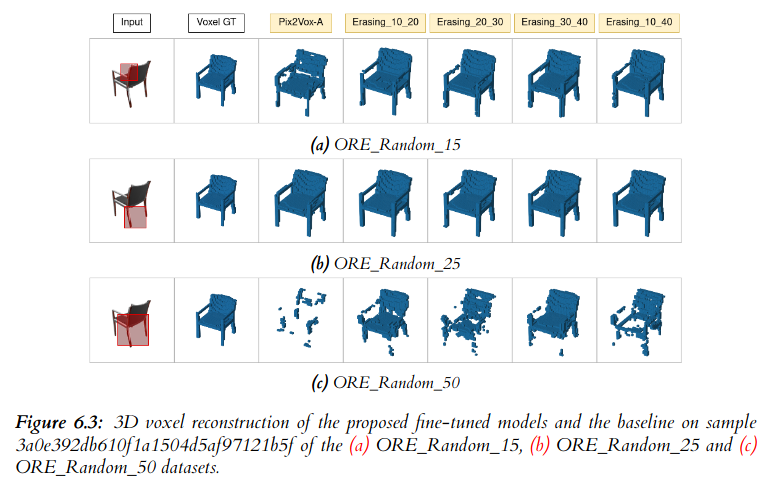 Input Voxel GT Pix2Vox-A Erasing_10_20 Erasing_20_30 Erasing_30_40 Erasing_10_40
(a) ORE_Random_15
(b) ORE_Random_25
(c) ORE_Random_50
Figure 6.3: 3D voxel reconstruction of the proposed fine-tuned models and the baseline on sample
3a0e392db610f1a1504d5af97121b5f of the (a) ORE_Random_15, (b) ORE_Random_25 and (c)
ORE_Random_50 datasets.